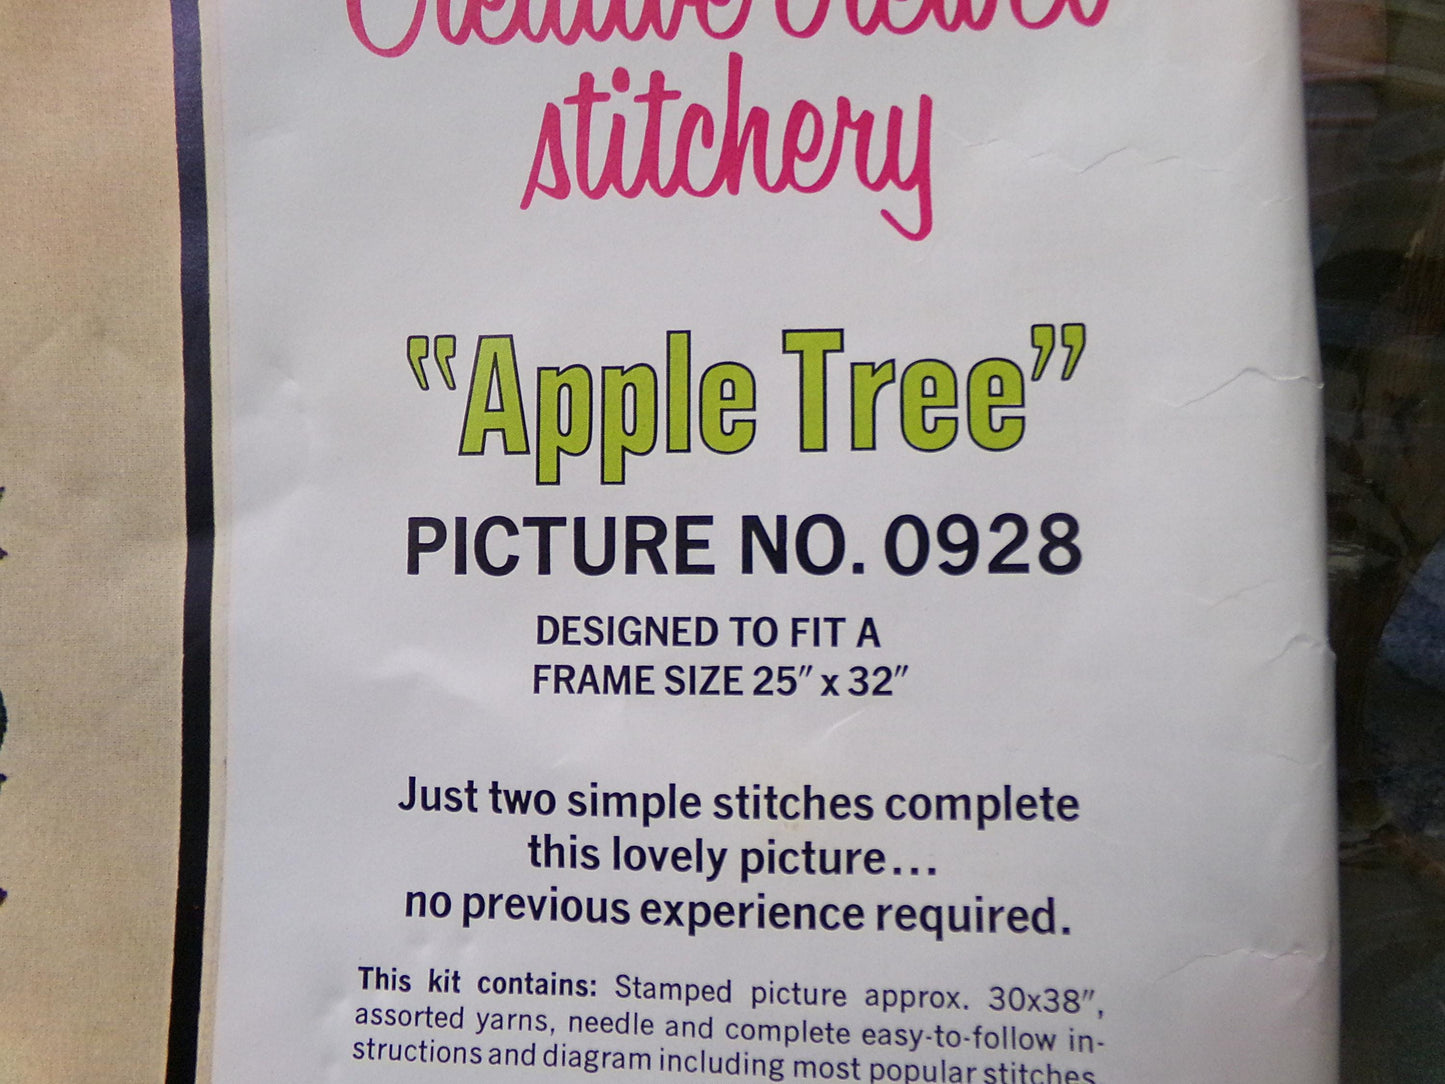 Creative Crewel
stitchery
“Apple Tree”
PICTURE NO. 0928
DESIGNED TO FIT A
FRAME SIZE 25″ x 32″
Just two simple stitches complete
this lovely picture...
no previous experience required.
This kit contains: Stamped picture approx. 30x38″,
assorted yarns, needle and complete easy-to-follow in-
structions and diagram including most popular stitches